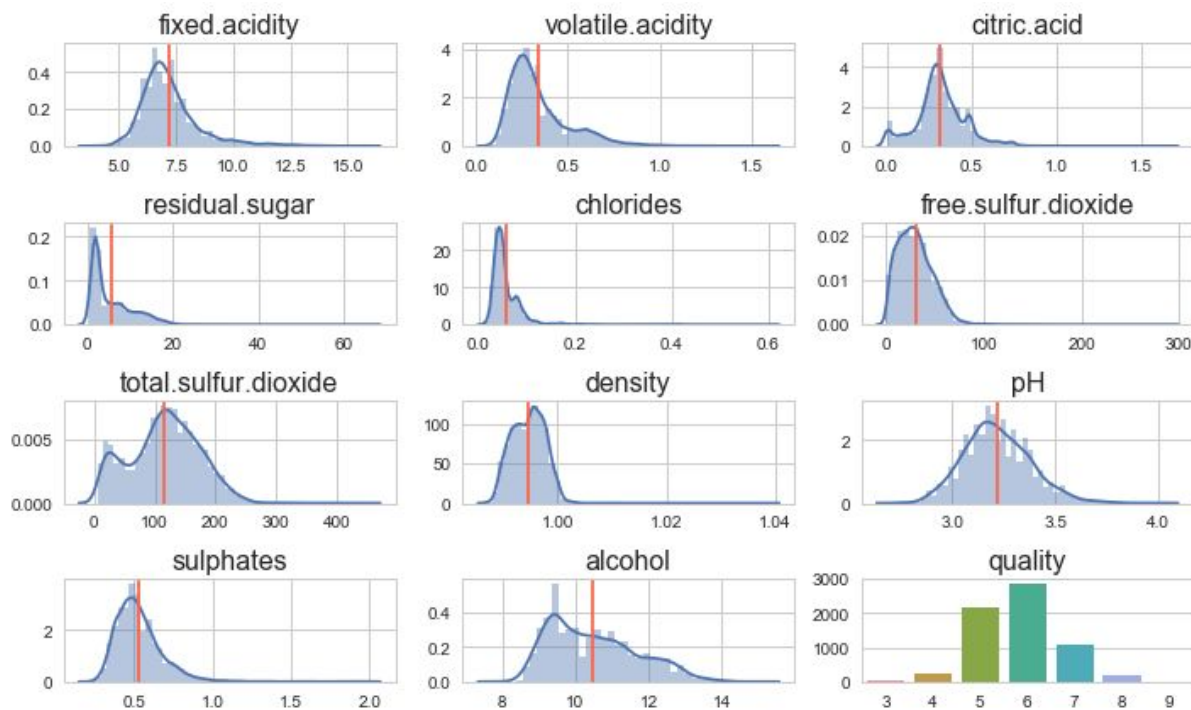 fixed.acidity volatile.acidity citric.acid
0.4 0.2 0.0 4 2 0 4 2 0
5.0 7.5 10.0 12.5 15.0 0.0 0.5 1.0 1.5 0.0 0.5 1.0 1.5
residual.sugar chlorides free.sulfur.dioxide
0.2 0.1 0.0 20 10 0 0.02 0.01 0.00
0 20 40 60 0.0 0.2 0.4 0.6 0 100 200 300
total.sulfur.dioxide density pH
0.005 0.000 100 50 0 2 0
0 100 200 300 400 1.00 1.02 1.04 3.0 3.5 4.0
sulphates alcohol quality
2 0 0.4 0.2 0.0 3000 2000 1000 0
0.5 1.0 1.5 2.0 8 10 12 14 3 4 5 6 7 8 9